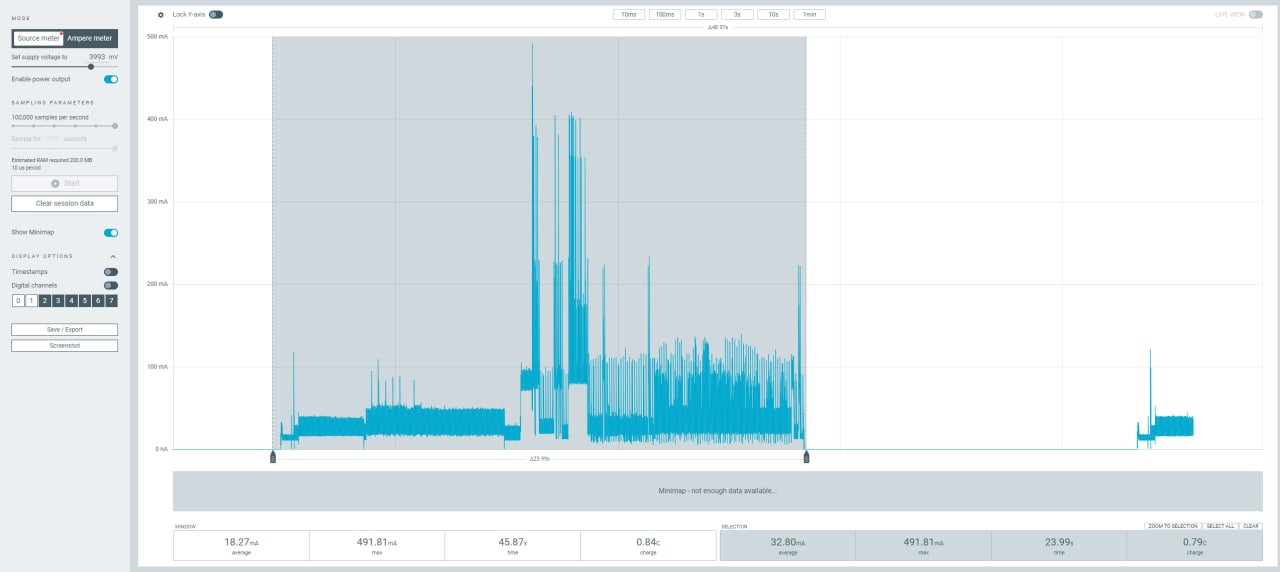 MODE
Source meter Ampere meter
Set supply voltage to 3993 mV
Enable power output
SAMPLING PARAMETERS
100,000 samples per second
Sample for seconds
Estimated RAM required 200.0 MB
10 us period
Start
Clear session data
Show Minimap
DISPLAY OPTIONS
Timestamps
Digital channels
0 1 2 3 4 5 6 7
Save / Export
Screenshot
Lock Y-axis
10ms 100ms 1s 3s 10s 1min
LIVE VIEW
500 mA
400 mA
300 mA
200 mA
100 mA
0 nA
Δ23.99s
Minimap - not enough data available...
WINDOW
18.27mA
average
491.81mA
max
45.87s
time
0.84C
charge
SELECTION
ZOOM TO SELECTION SELECT ALL CLEAR
32.80mA
average
491.81mA
max
23.99s
time
0.79C
charge